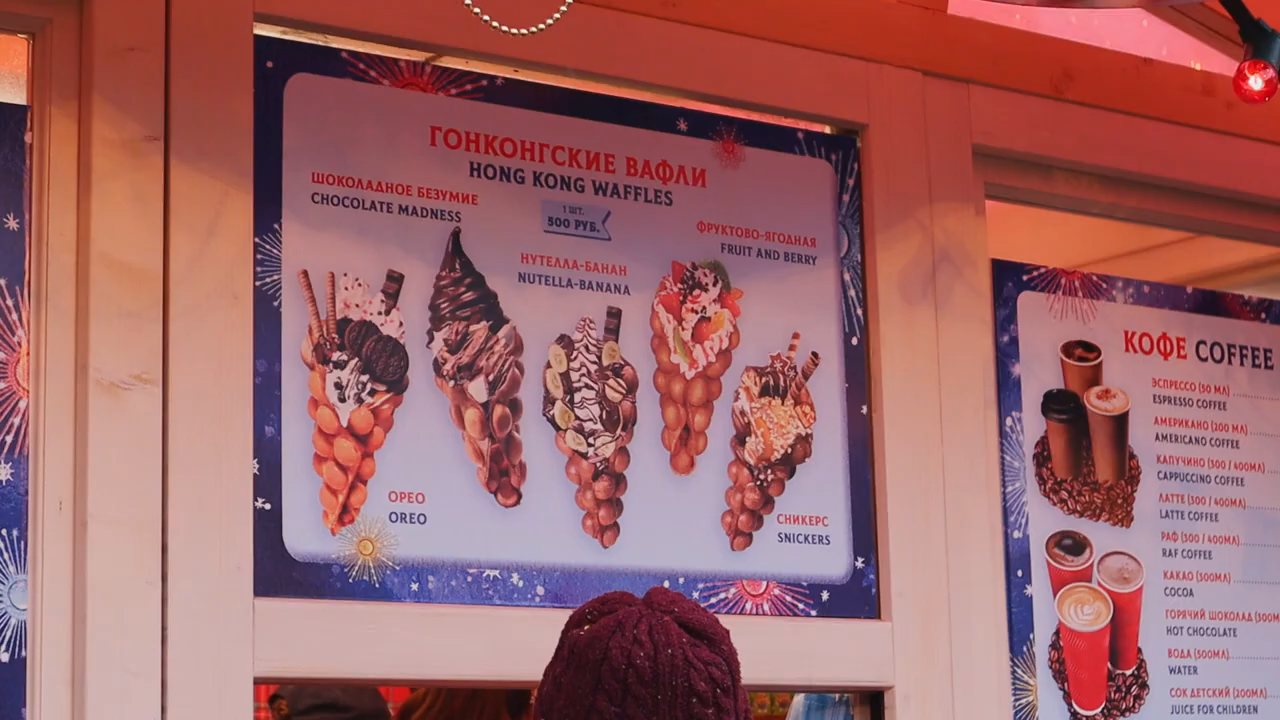 ГОНКОНГСКИЕ ВАФЛИ
HONG KONG WAFFLES
1 ШТ.
500 РУБ.
ШОКОЛАДНОЕ БЕЗУМИЕ
CHOCOLATE MADNESS
НУТЕЛЛА-БАНАН
NUTELLA-BANANA
ФРУКТОВО-ЯГОДНАЯ
FRUIT AND BERRY
ОРЕО
OREO
СНИКЕРС
SNICKERS
КОФЕ COFFEE
ЭСПРЕССО (50 МЛ)
ESPRESSO COFFEE
АМЕРИКАНО (200 МЛ)
AMERICANO COFFEE
КАПУЧИНО (300 / 400МЛ)
CAPPUCCINO COFFEE
ЛАТТЕ (300 / 400МЛ)
LATTE COFFEE
РАФ (300 / 400МЛ)
RAF COFFEE
КАКАО (300МЛ)
COCOA
ГОРЯЧИЙ ШОКОЛАД (300М
HOT CHOCOLATE
ВОДА (500МЛ)
WATER
СОК ДЕТСКИЙ (200МЛ)
JUICE FOR CHILDREN